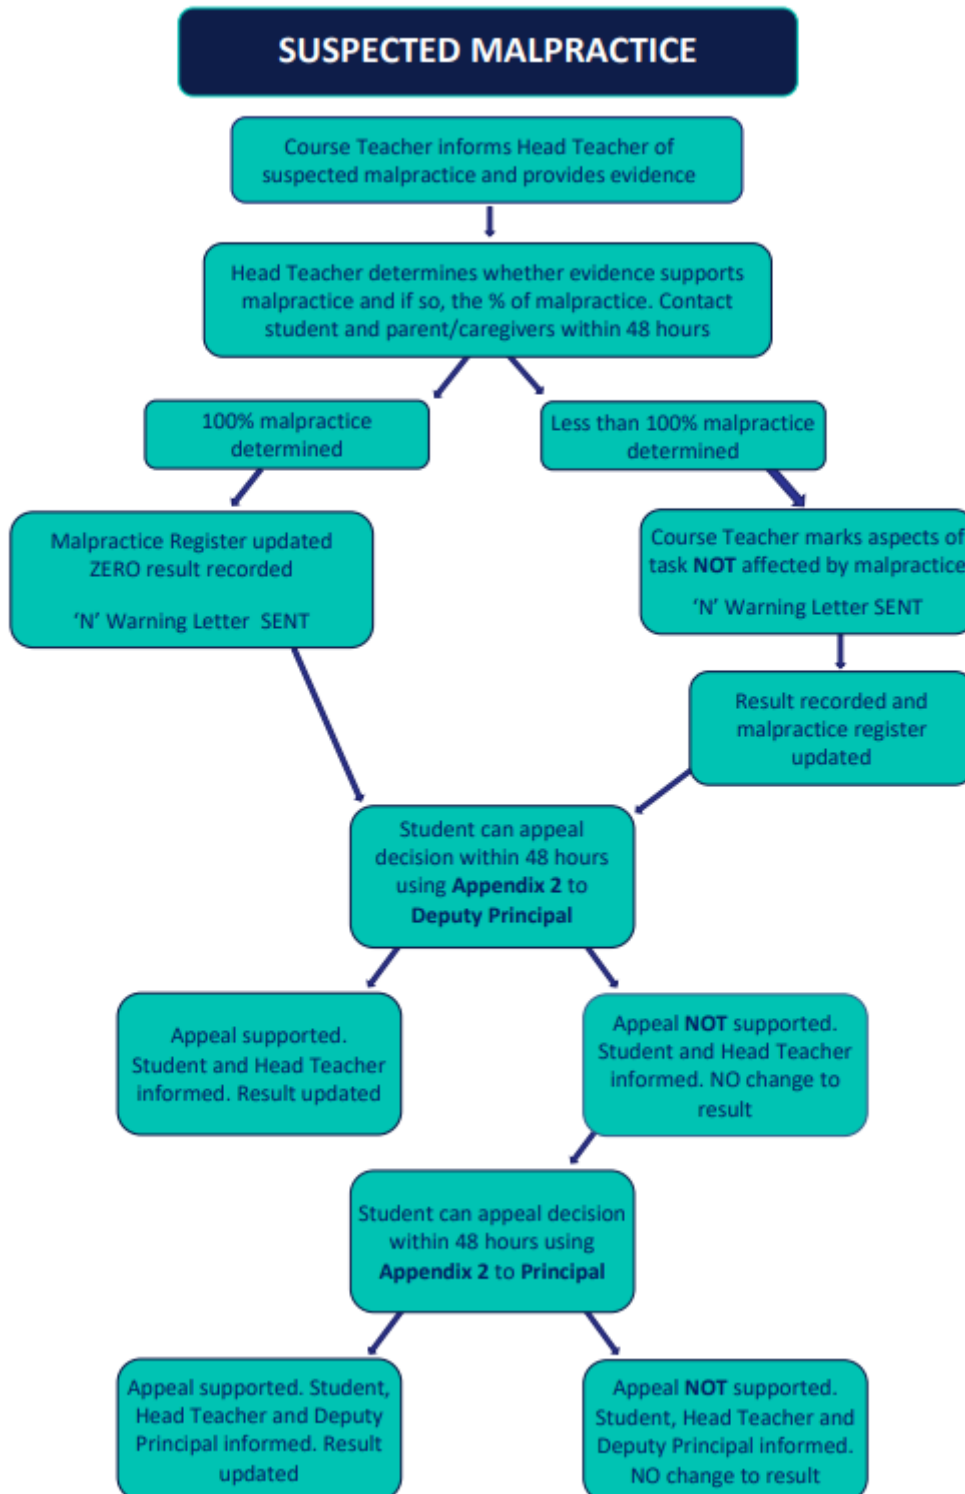 SUSPECTED MALPRACTICE
Course Teacher informs Head Teacher of
suspected malpractice and provides evidence
Head Teacher determines whether evidence supports
malpractice and if so, the % of malpractice. Contact
student and parent/caregivers within 48 hours
100% malpractice
determined
Less than 100% malpractice
determined
Malpractice Register updated
ZERO result recorded
‘N’ Warning Letter SENT
Course Teacher marks aspects of
task NOT affected by malpractice
‘N’ Warning Letter SENT
Result recorded and
malpractice register
updated
Student can appeal
decision within 48 hours
using Appendix 2 to
Deputy Principal
Appeal supported.
Student and Head Teacher
informed. Result updated
Appeal NOT supported.
Student and Head Teacher
informed. NO change to
result
Student can appeal decision
within 48 hours using
Appendix 2 to Principal
Appeal supported. Student,
Head Teacher and Deputy
Principal informed. Result
updated
Appeal NOT supported.
Student, Head Teacher and
Deputy Principal informed.
NO change to result